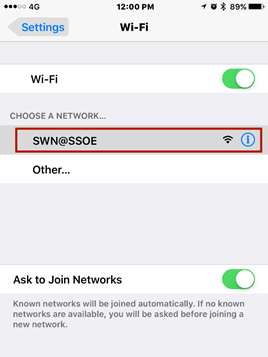 4G 12:00 PM 89%
Settings Wi-Fi
Wi-Fi
CHOOSE A NETWORK...
SWN@SSOE
Other...
Ask to Join Networks
Known networks will be joined automatically. If no known
networks are available, you will be asked before joining a
new network.